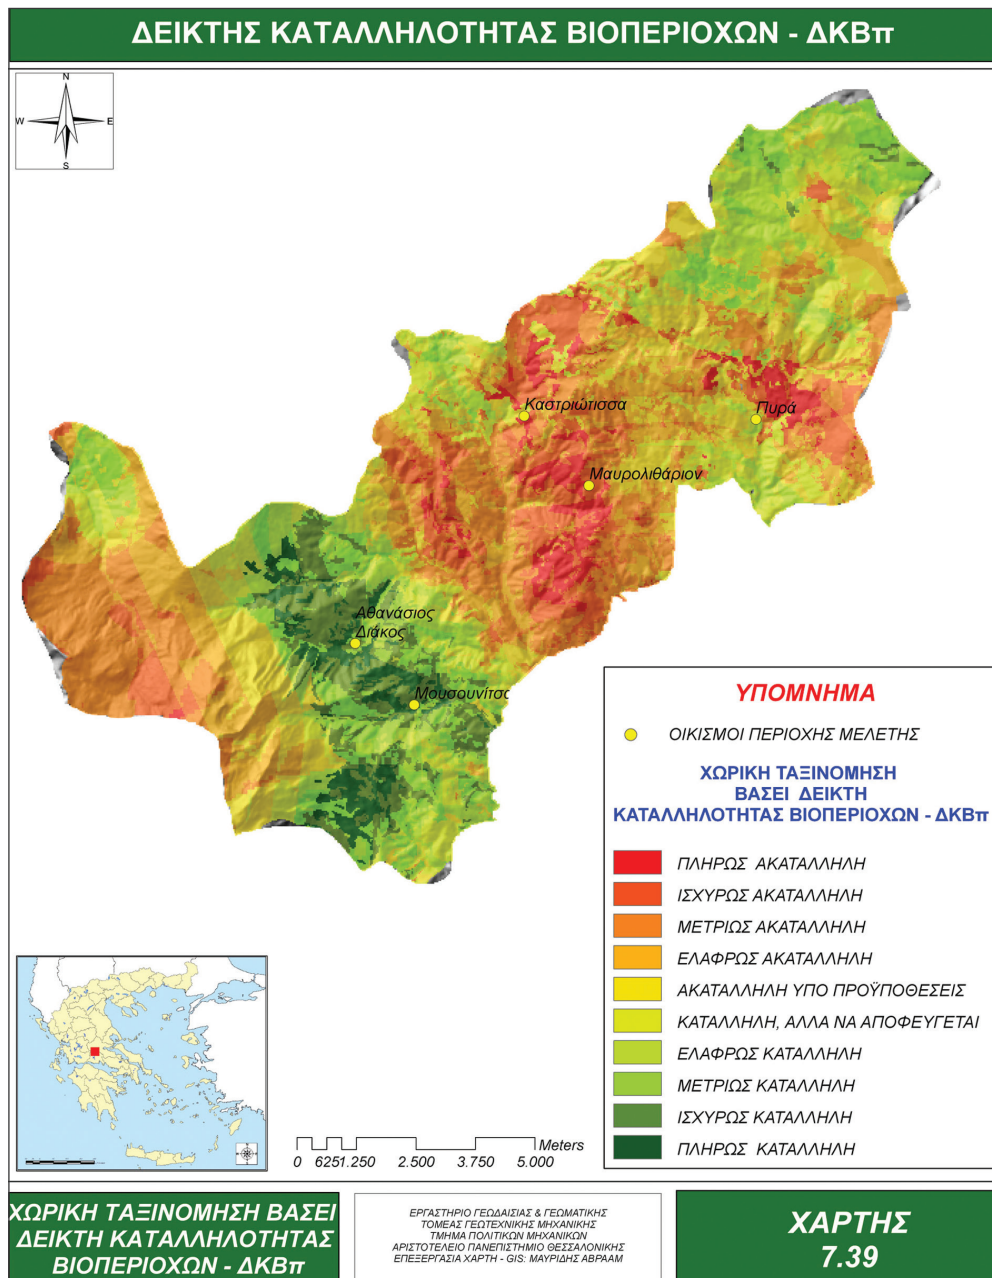 ΔΕΙΚΤΗΣ ΚΑΤΑΛΛΗΛΟΤΗΤΑΣ ΒΙΟΠΕΡΙΟΧΩΝ - ΔΚΒπ
N
W E
S
Καστριώτισσα
Πυρά
Μαυρολιθάριον
Αθανάσιος
Διάκος
Μουσουνίτσα
ΥΠΟΜΝΗΜΑ
ΟΙΚΙΣΜΟΙ ΠΕΡΙΟΧΗΣ ΜΕΛΕΤΗΣ
ΧΩΡΙΚΗ ΤΑΞΙΝΟΜΗΣΗ
ΒΑΣΕΙ ΔΕΙΚΤΗ
ΚΑΤΑΛΛΗΛΟΤΗΤΑΣ ΒΙΟΠΕΡΙΟΧΩΝ - ΔΚΒπ
ΠΛΗΡΩΣ ΑΚΑΤΑΛΛΗΛΗ
ΙΣΧΥΡΩΣ ΑΚΑΤΑΛΛΗΛΗ
ΜΕΤΡΙΩΣ ΑΚΑΤΑΛΛΗΛΗ
ΕΛΑΦΡΩΣ ΑΚΑΤΑΛΛΗΛΗ
ΑΚΑΤΑΛΛΗΛΗ ΥΠΟ ΠΡΟΫΠΟΘΕΣΕΙΣ
ΚΑΤΑΛΛΗΛΗ, ΑΛΛΑ ΝΑ ΑΠΟΦΕΥΓΕΤΑΙ
ΕΛΑΦΡΩΣ ΚΑΤΑΛΛΗΛΗ
ΜΕΤΡΙΩΣ ΚΑΤΑΛΛΗΛΗ
ΙΣΧΥΡΩΣ ΚΑΤΑΛΛΗΛΗ
ΠΛΗΡΩΣ ΚΑΤΑΛΛΗΛΗ
Meters
0 625 1.250 2.500 3.750 5.000
ΧΩΡΙΚΗ ΤΑΞΙΝΟΜΗΣΗ ΒΑΣΕΙ
ΔΕΙΚΤΗ ΚΑΤΑΛΛΗΛΟΤΗΤΑΣ
ΒΙΟΠΕΡΙΟΧΩΝ - ΔΚΒπ
ΕΡΓΑΣΤΗΡΙΟ ΓΕΩΔΑΙΣΙΑΣ & ΓΕΩΜΑΤΙΚΗΣ
ΤΟΜΕΑΣ ΓΕΩΤΕΧΝΙΚΗΣ ΜΗΧΑΝΙΚΗΣ
ΤΜΗΜΑ ΠΟΛΙΤΙΚΩΝ ΜΗΧΑΝΙΚΩΝ
ΑΡΙΣΤΟΤΕΛΕΙΟ ΠΑΝΕΠΙΣΤΗΜΙΟ ΘΕΣΣΑΛΟΝΙΚΗΣ
ΕΠΕΞΕΡΓΑΣΙΑ ΧΑΡΤΗ - GIS: ΜΑΥΡΙΔΗΣ ΑΒΡΑΑΜ
ΧΑΡΤΗΣ
7.39